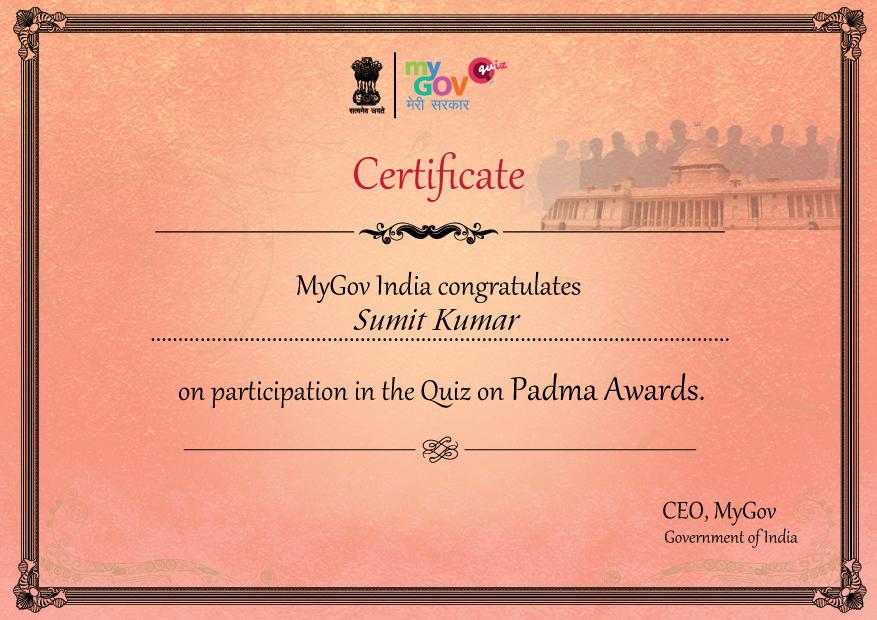 सत्यमेव जयते
my
GOV
quiz
मेरी सरकार
Certificate
MyGov India congratulates
Sumit Kumar
on participation in the Quiz on Padma Awards.
CEO, MyGov
Government of India